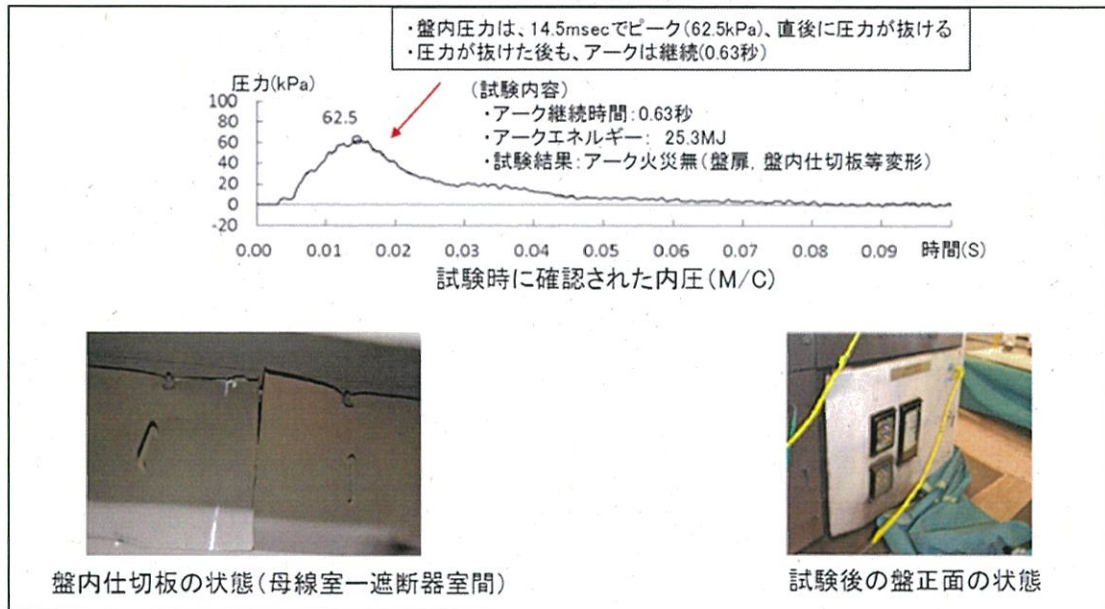 ・盤内圧力は、14.5msecでピーク(62.5kPa)、直後に圧力が抜ける
・圧力が抜けた後も、アークは継続(0.63秒)
圧力(kPa)
(試験内容)
・アーク継続時間:0.63秒
・アークエネルギー: 25.3MJ
・試験結果:アーク火災無(盤扉, 盤内仕切板等変形)
62.5
100
80
60
40
20
0
-20
0.00 0.01 0.02 0.03 0.04 0.05 0.06 0.07 0.08 0.09 時間(S)
試験時に確認された内圧(M/C)
盤内仕切板の状態(母線室ー遮断器室間)
試験後の盤正面の状態